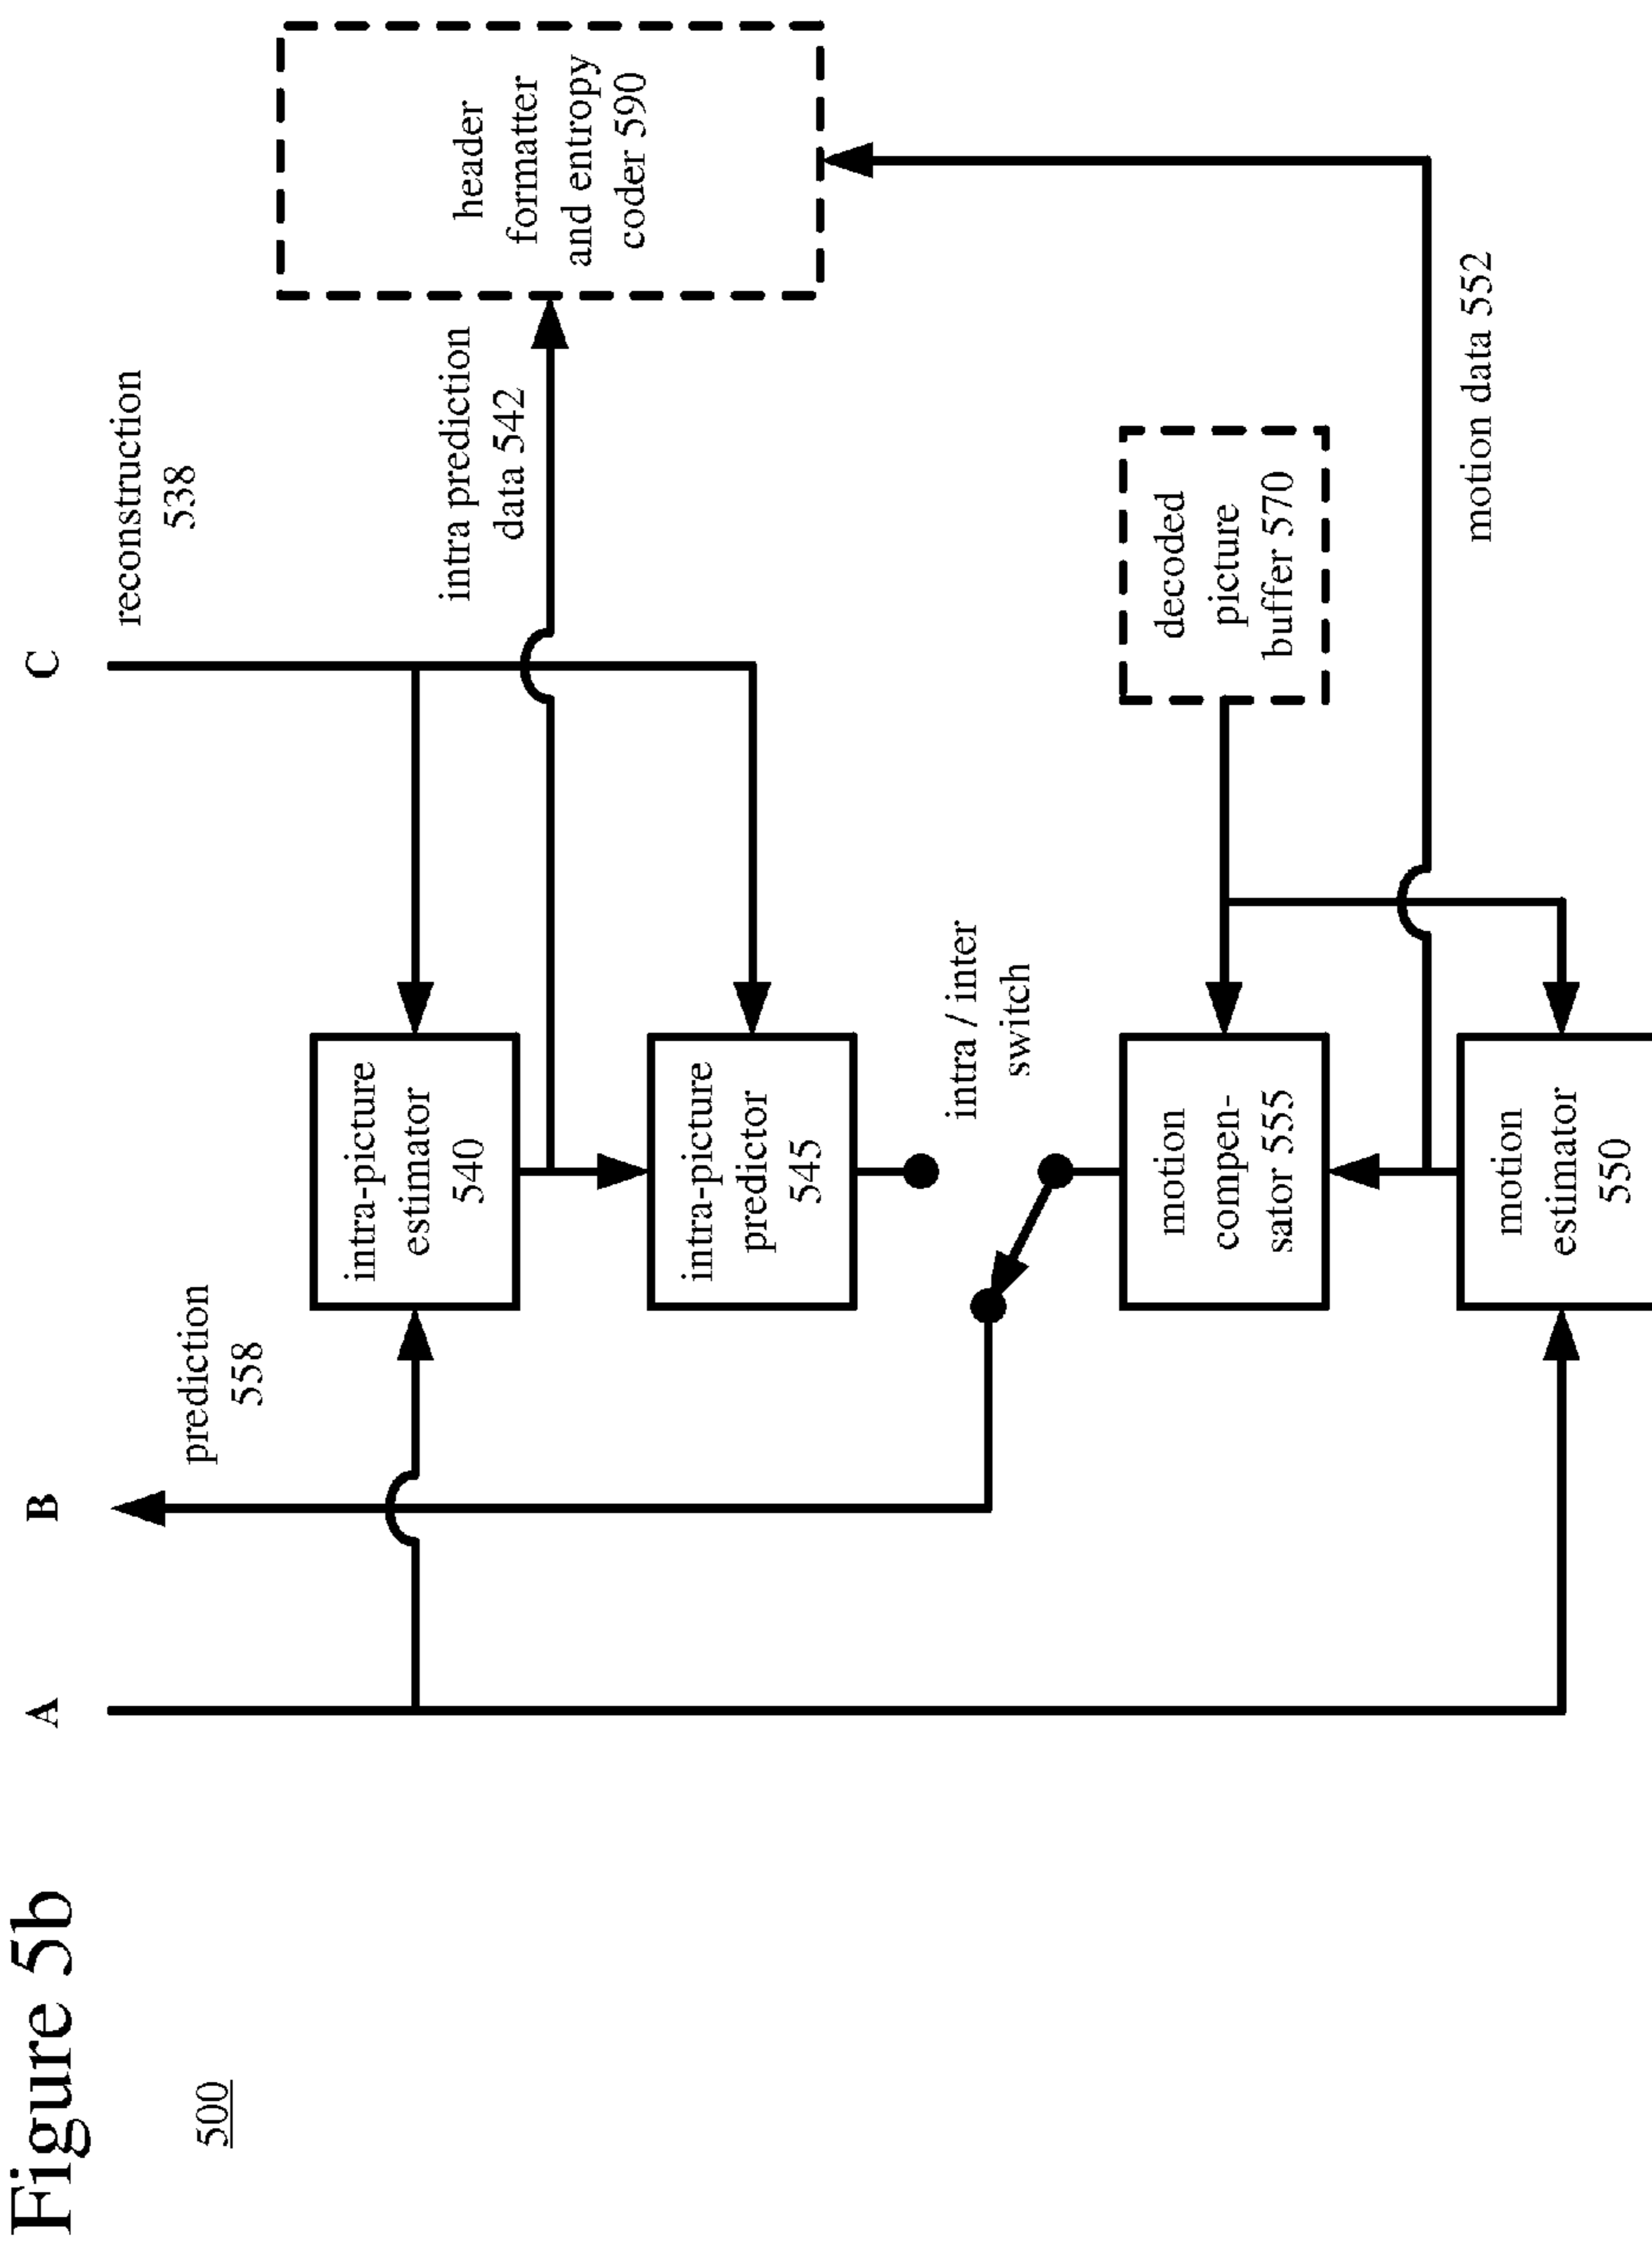 Figure 5b
500
A
B
C
prediction
558
reconstruction
538
intra-picture
estimator
540
intra prediction
data 542
header
formatter
and entropy
coder 590
intra-picture
predictor
545
intra / inter
switch
motion
compen-
sator 555
decoded
picture
buffer 570
motion
estimator
550
motion data 552